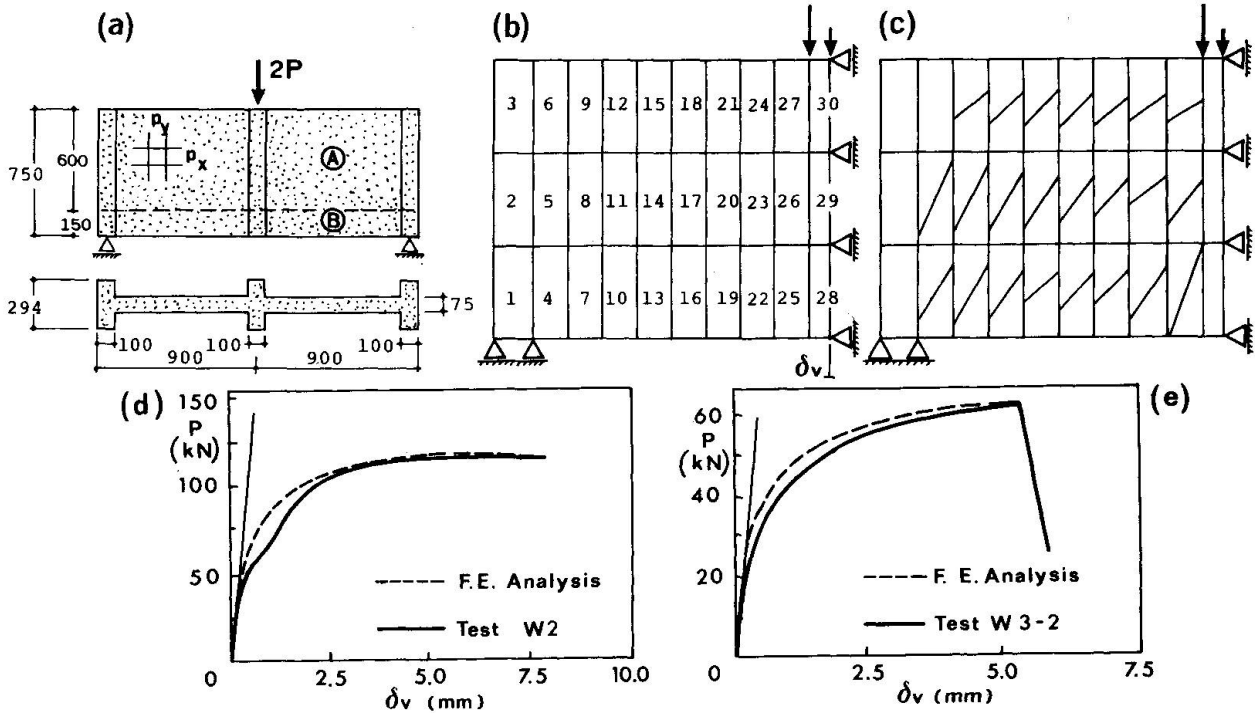 (a)
2P
p y
p x
A
B
750
600
150
294
75
100 100 100
900 900
(b)
3 6 9 12 15 18 21 24 27 30
2 5 8 11 14 17 20 23 26 29
1 4 7 10 13 16 19 22 25 28
δv
(c)
(d)
150
P
(kN)
100
50
0
2.5 5.0 7.5 10.0
δv (mm)
F.E. Analysis
Test W2
(e)
60
P
(kN)
40
20
0
2.5 5.0 7.5
δv (mm)
F. E. Analysis
Test W 3-2